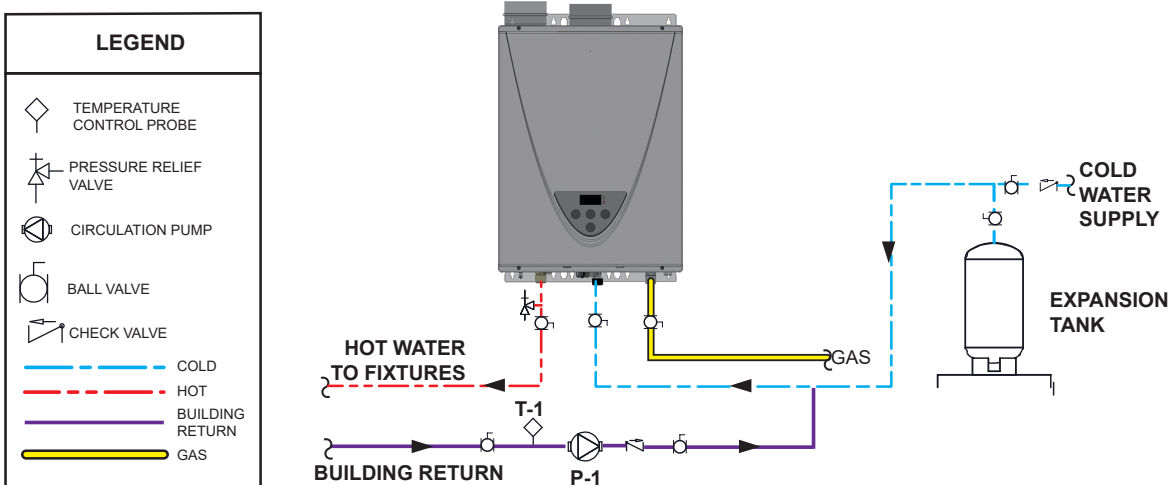 LEGEND
TEMPERATURE
CONTROL PROBE
PRESSURE RELIEF
VALVE
CIRCULATION PUMP
BALL VALVE
CHECK VALVE
COLD
HOT
BUILDING
RETURN
GAS
COLD
WATER
SUPPLY
EXPANSION
TANK
HOT WATER
TO FIXTURES
GAS
T-1
BUILDING RETURN
P-1